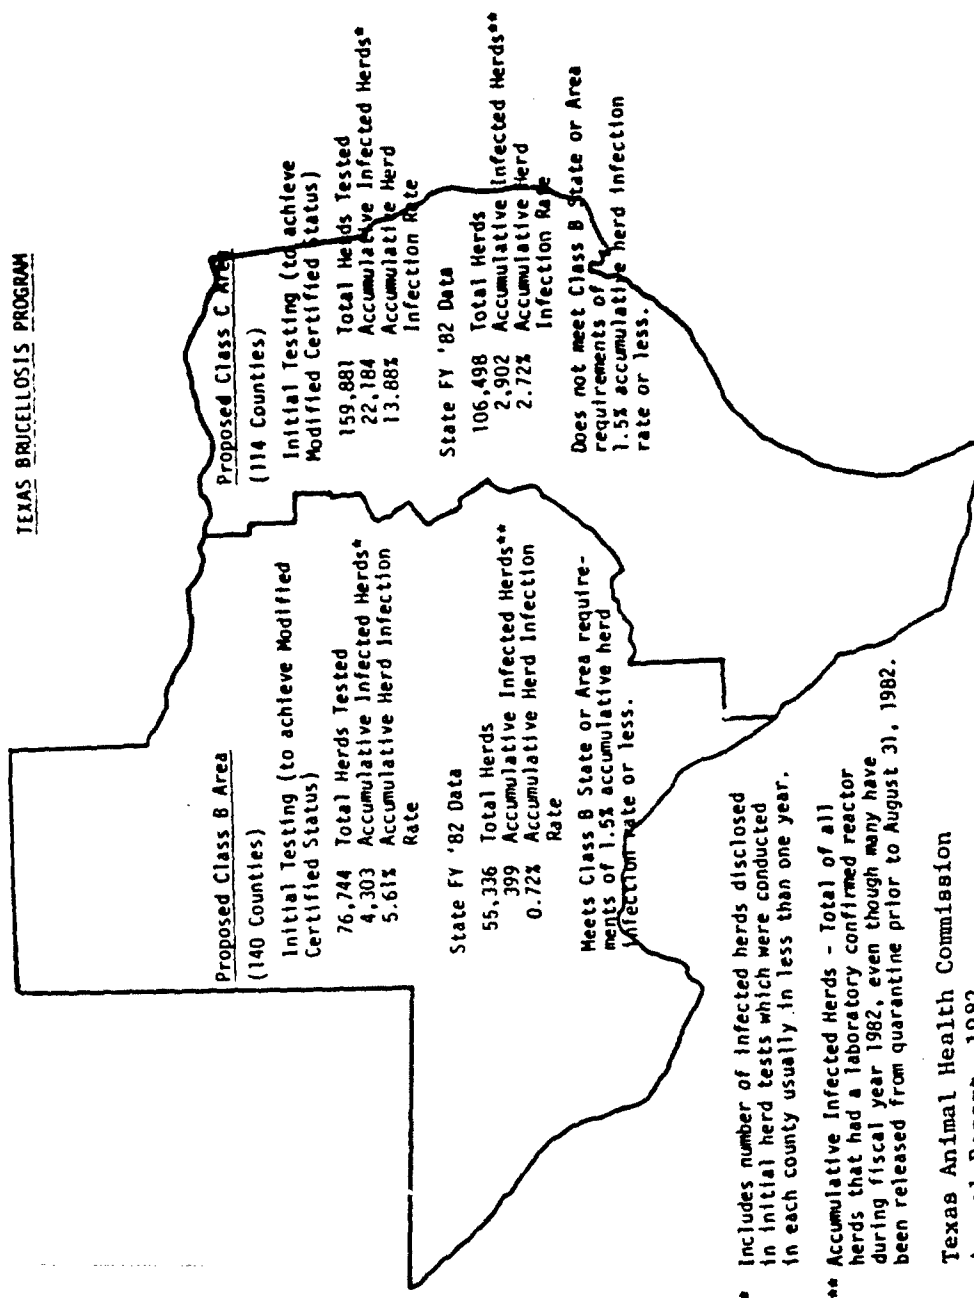 TEXAS BRUCELLOSIS PROGRAM
Proposed Class B Area
(140 Counties)
Initial Testing (to achieve Modified
Certified Status)
76,744 Total Herds Tested
4,303 Accumulative Infected Herds*
5.61% Accumulative Herd Infection
Rate
State FY '82 Data
55,336 Total Herds
399 Accumulative Infected Herds**
0.72% Accumulative Herd Infection
Rate
Meets Class B State or Area require-
ments of 1.5% accumulative herd
infection rate or less.
Proposed Class C Area
(114 Counties)
Initial Testing (to achieve
Modified Certified Status)
159,881 Total Herds Tested
22,184 Accumulative Infected Herds*
13.88% Accumulative Herd
Infection Rate
State FY '82 Data
106,498 Total Herds
2,902 Accumulative Infected Herds**
2.72% Accumulative Herd
Infection Rate
Does not meet Class B State or Area
requirements of
1.5% accumulative herd infection
rate or less.
* Includes number of infected herds disclosed
in initial herd tests which were conducted
in each county usually in less than one year.
** Accumulative Infected Herds - Total of all
herds that had a laboratory confirmed reactor
during fiscal year 1982, even though many have
been released from quarantine prior to August 31, 1982.
Texas Animal Health Commission
Annual Report, 1982